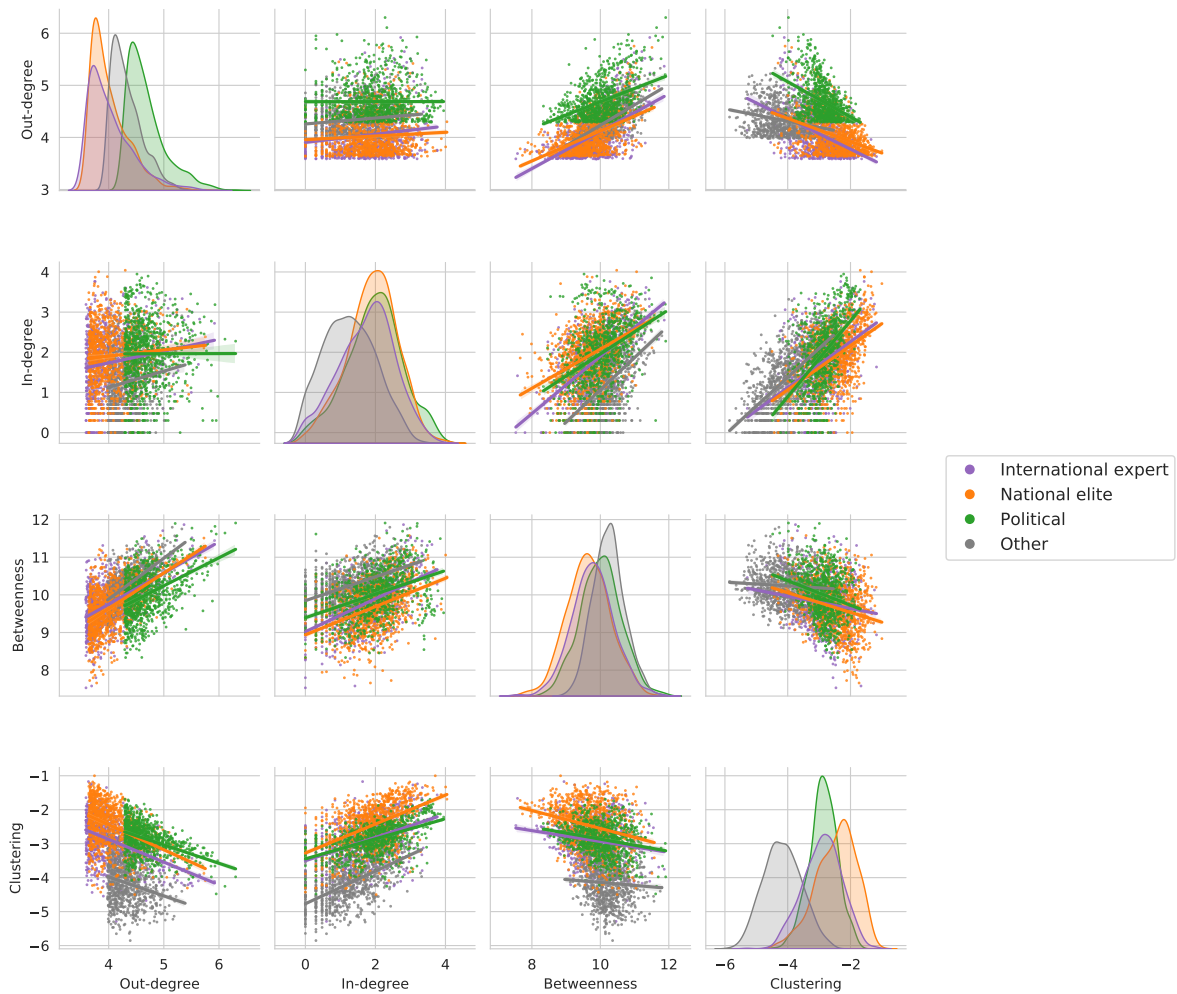 6
5
4
3
Out-degree
4
3
2
1
0
In-degree
International expert
National elite
Political
Other
12
11
10
9
8
Betweenness
−1
−2
−3
−4
−5
−6
Clustering
4 6 0 2 4 8 10 12 −6 −4 −2
Out-degree In-degree Betweenness Clustering